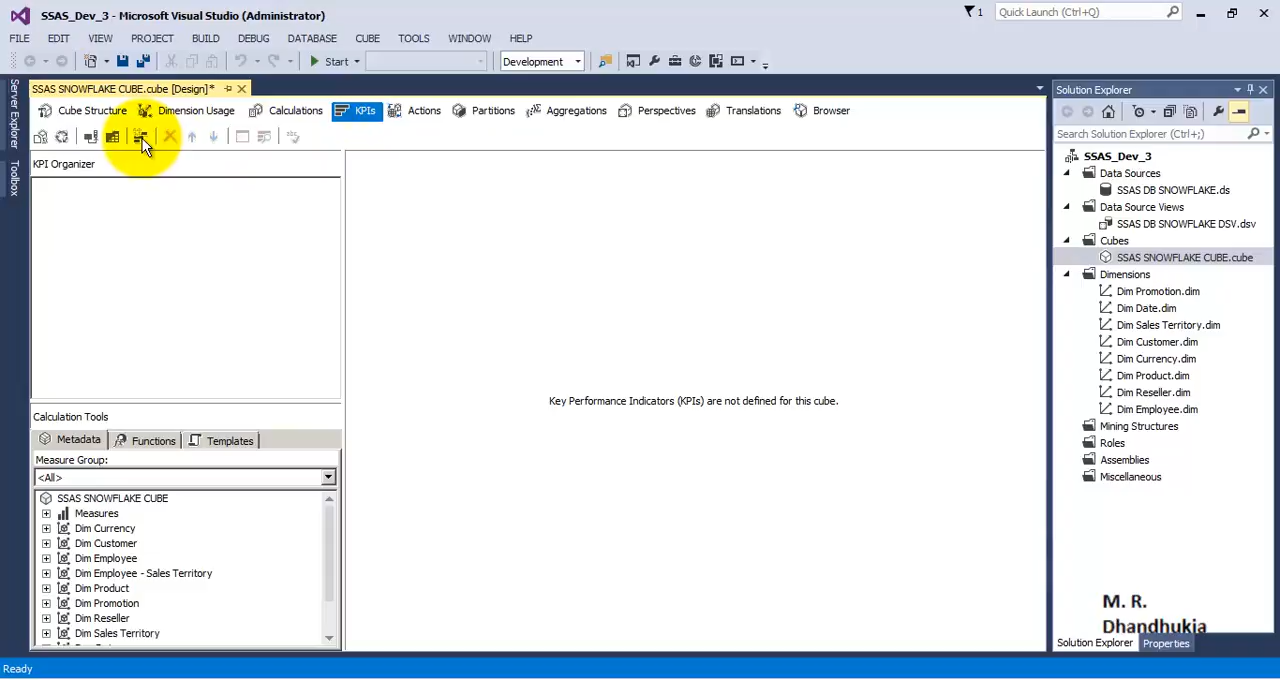 SSAS_Dev_3 - Microsoft Visual Studio (Administrator)
1
Quick Launch (Ctrl+Q)
FILE EDIT VIEW PROJECT BUILD DEBUG DATABASE CUBE TOOLS WINDOW HELP
Start
Development
Server Explorer
Toolbox
SSAS SNOWFLAKE CUBE.cube [Design]*
Cube Structure Dimension Usage Calculations KPIs Actions Partitions Aggregations Perspectives Translations Browser
KPI Organizer
Key Performance Indicators (KPIs) are not defined for this cube.
Calculation Tools
Metadata Functions Templates
Measure Group:
<All>
SSAS SNOWFLAKE CUBE
Measures
Dim Currency
Dim Customer
Dim Employee
Dim Employee - Sales Territory
Dim Product
Dim Promotion
Dim Reseller
Dim Sales Territory
Solution Explorer
Search Solution Explorer (Ctrl+;)
SSAS_Dev_3
Data Sources
SSAS DB SNOWFLAKE.ds
Data Source Views
SSAS DB SNOWFLAKE DSV.dsv
Cubes
SSAS SNOWFLAKE CUBE.cube
Dimensions
Dim Promotion.dim
Dim Date.dim
Dim Sales Territory.dim
Dim Customer.dim
Dim Currency.dim
Dim Product.dim
Dim Reseller.dim
Dim Employee.dim
Mining Structures
Roles
Assemblies
Miscellaneous
M. R.
Dhandhukia
Solution Explorer Properties
Ready